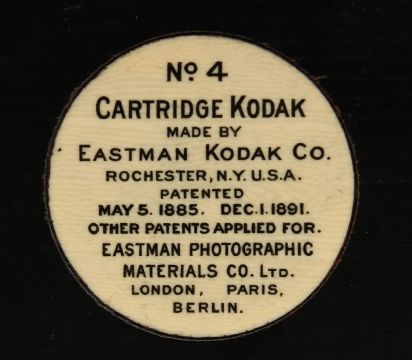 Nº 4
CARTRIDGE KODAK
MADE BY
EASTMAN KODAK CO.
ROCHESTER, N.Y. U.S.A.
PATENTED
MAY 5. 1885. DEC. 1. 1891.
OTHER PATENTS APPLIED FOR.
EASTMAN PHOTOGRAPHIC
MATERIALS CO. LTD.
LONDON, PARIS,
BERLIN.